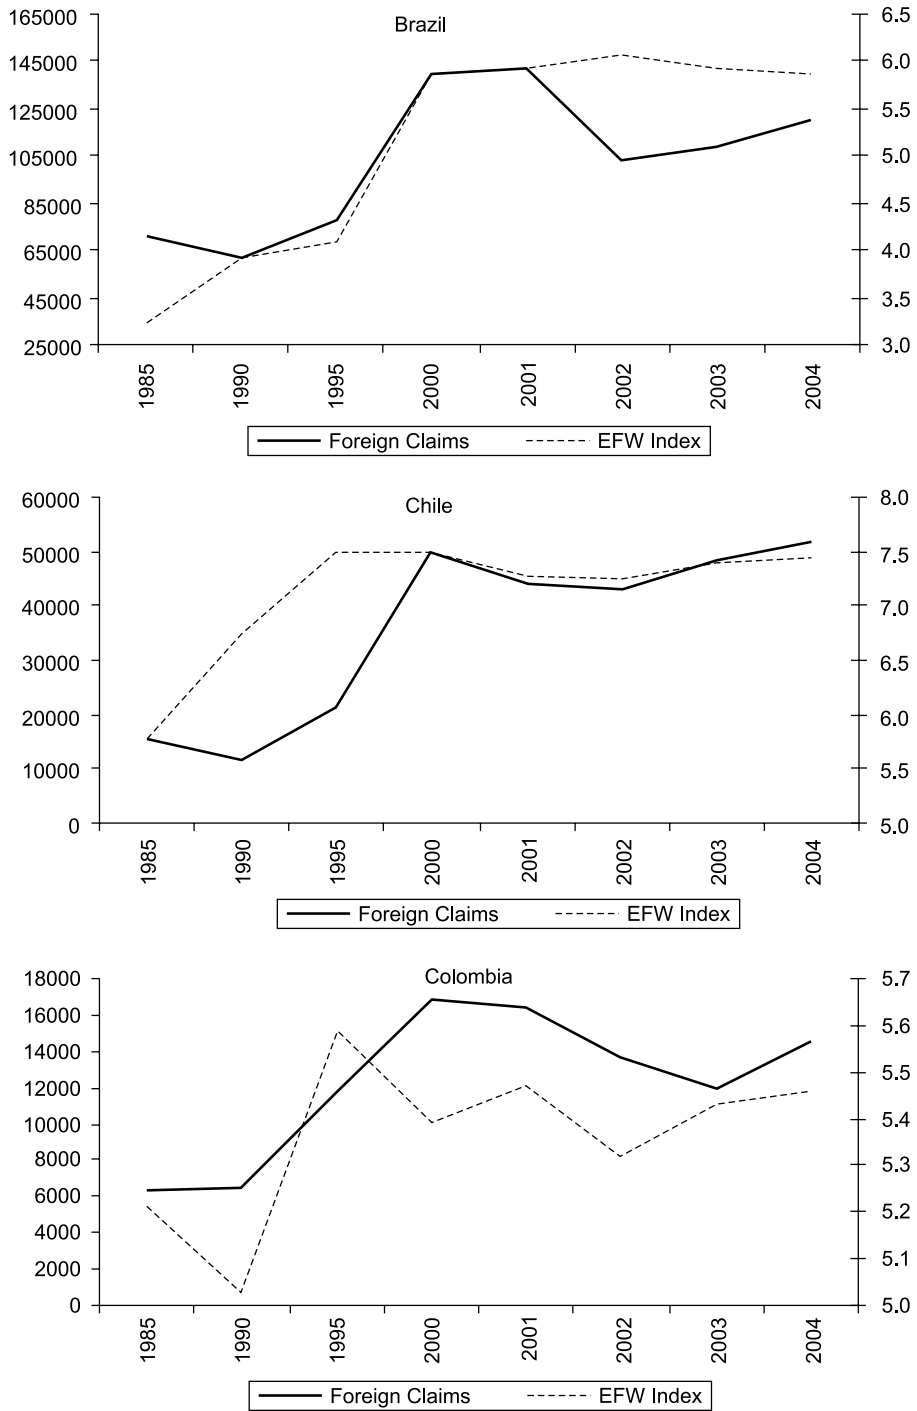 Brazil
165000 6.5
145000 6.0
125000 5.5
105000 5.0
85000 4.5
65000 4.0
45000 3.5
25000 3.0
1985 1990 1995 2000 2001 2002 2003 2004
Foreign Claims EFW Index
Chile
60000 8.0
50000 7.5
40000 7.0
30000 6.5
20000 6.0
10000 5.5
0 5.0
1985 1990 1995 2000 2001 2002 2003 2004
Foreign Claims EFW Index
Colombia
18000 5.7
16000 5.6
14000 5.5
12000 5.4
10000 5.3
8000 5.2
6000 5.1
4000 5.0
2000
0
1985 1990 1995 2000 2001 2002 2003 2004
Foreign Claims EFW Index